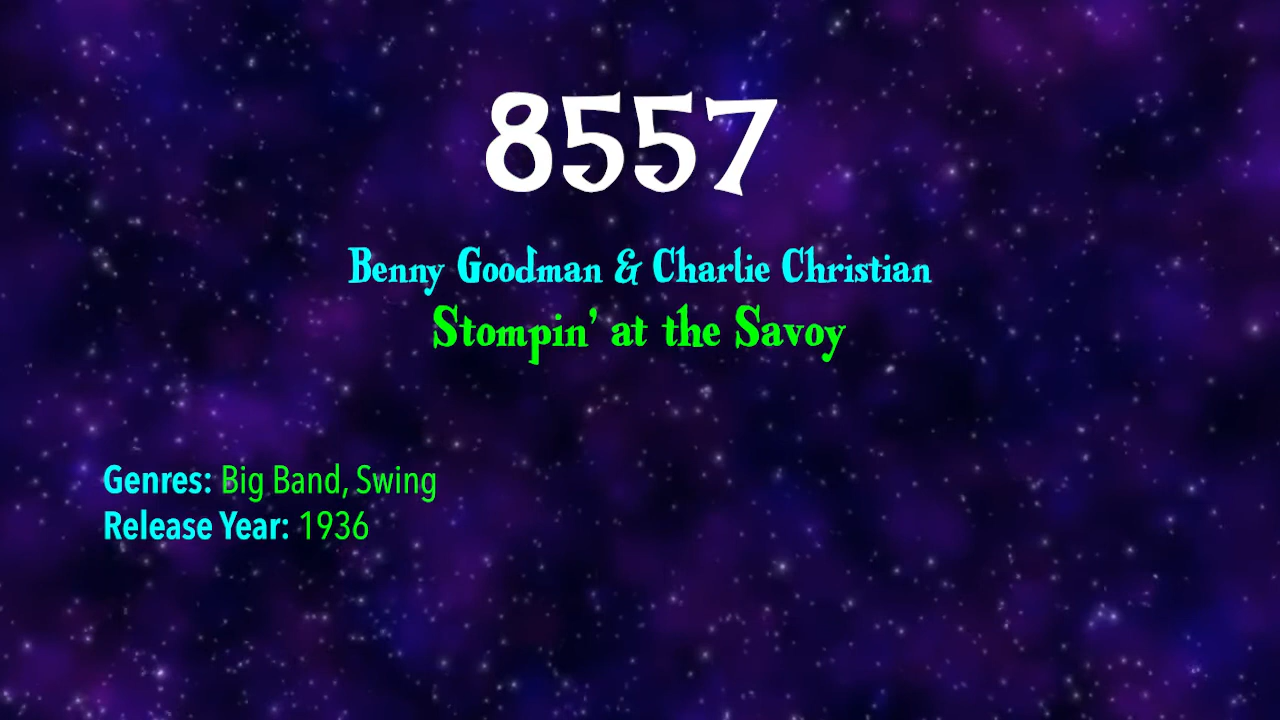 8557
Benny Goodman & Charlie Christian
Stompin’ at the Savoy
Genres: Big Band, Swing
Release Year: 1936